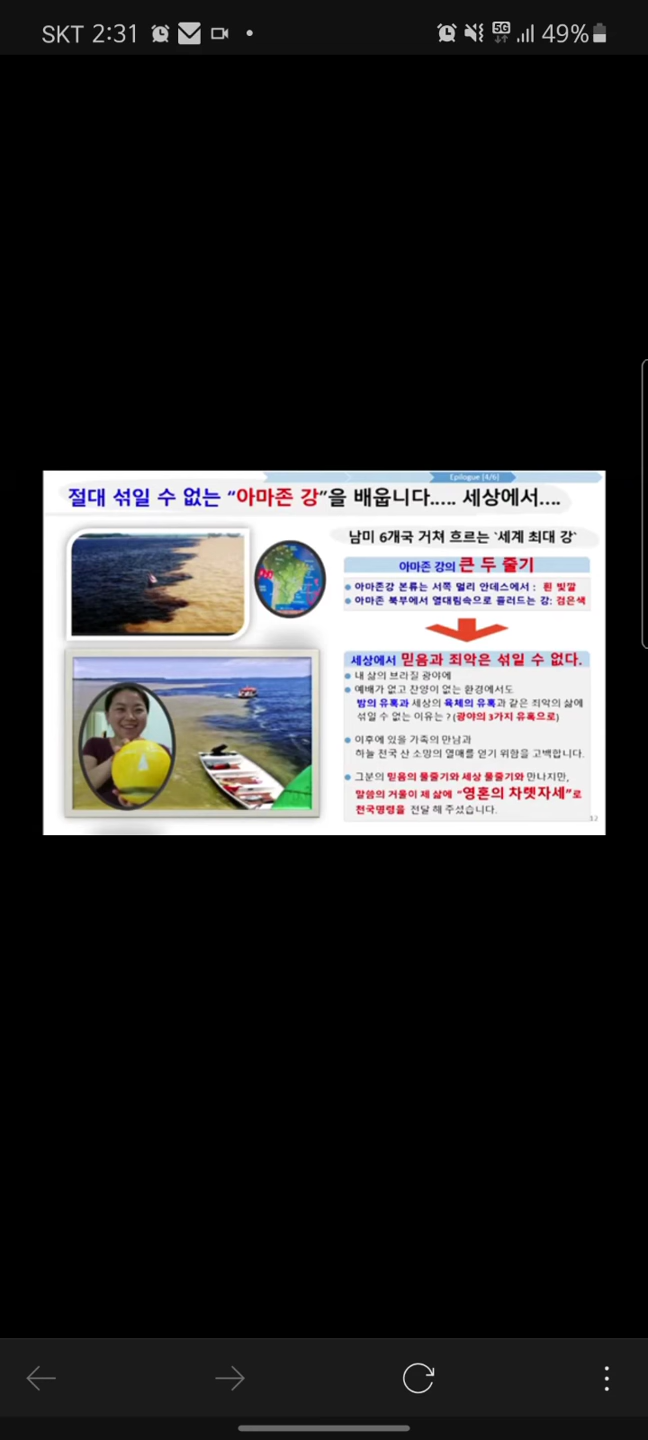 SKT 2:31
5G 49%
Epilogue [4/6]
절대 섞일 수 없는 “아마존 강”을 배웁니다..... 세상에서....
남미 6개국 거쳐 흐르는 `세계 최대 강`
아마존 강의 큰 두 줄기
아마존강 본류는 서쪽 멀리 안데스에서 : 흰 빛깔
아마존 북부에서 열대림속으로 흘러드는 강: 검은색
세상에서 믿음과 죄악은 섞일 수 없다.
내 삶의 브라질 광야에
예배가 없고 찬양이 없는 환경에서도
밤의 유혹과 세상의 육체의 유혹과 같은 죄악의 삶에
섞일 수 없는 이유는 ? (광야의 3가지 유혹으로)
이후에 있을 가족의 만남과
하늘 천국 산 소망의 열매를 얻기 위함을 고백합니다.
그분의 믿음의 물줄기와 세상 물줄기와 만나지만,
말씀의 거울이 제 삶에 “영혼의 차렷자세”로
천국명령을 전달 해 주셨습니다.
12